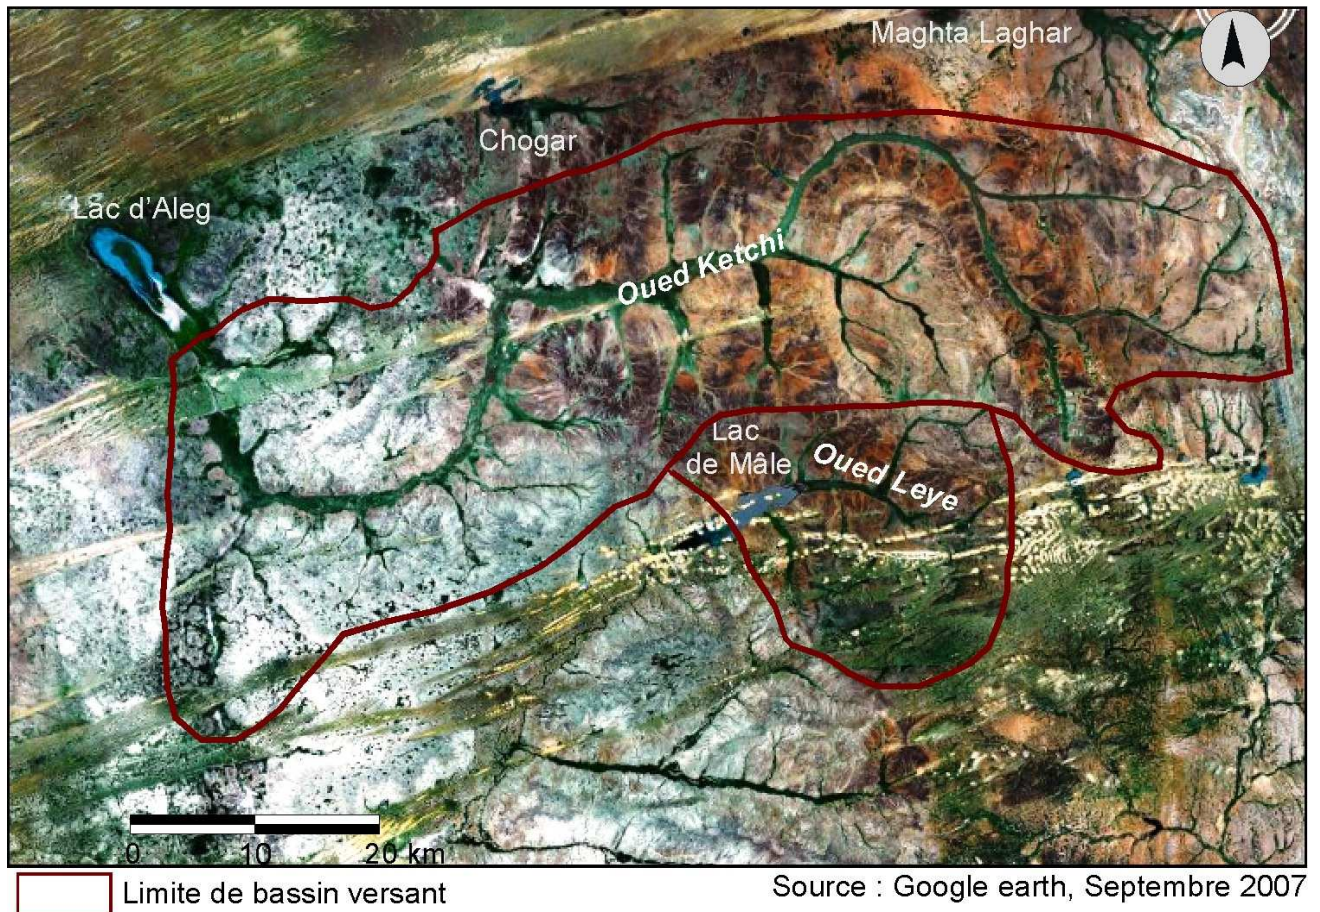 Maghta Laghar
Chogar
Lac d'Aleg
Oued Ketchi
Lac
de Mâle
Oued Leye
0 10 20 km
Limite de bassin versant
Source : Google earth, Septembre 2007